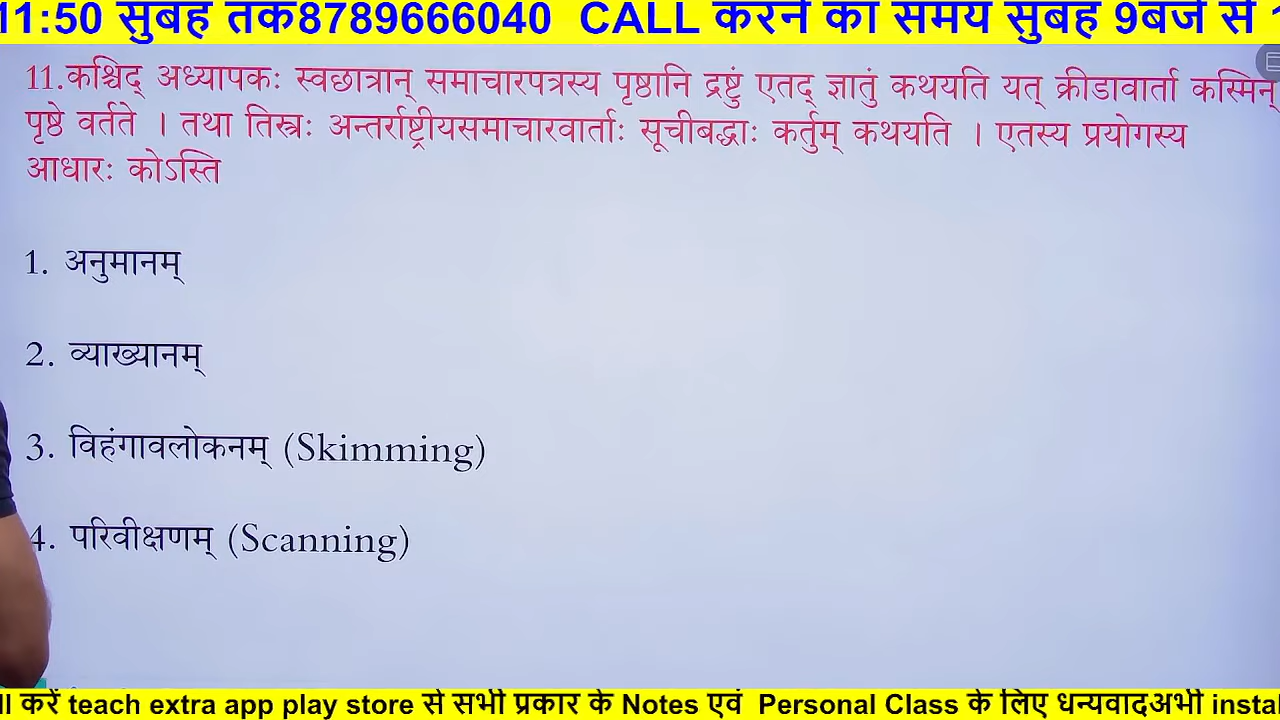 11:50 सुबह तक8789666040 CALL करने का समय सुबह 9बजे से
11.कश्चिद् अध्यापकः स्वछात्रान् समाचारपत्रस्य पृष्ठानि द्रष्टुं एतद् ज्ञातुं कथयति यत् क्रीडावार्ता कस्मिन्
पृष्ठे वर्तते । तथा तिस्त्रः अन्तर्राष्ट्रीयसमाचारवार्ताः सूचीबद्धाः कर्तुम् कथयति । एतस्य प्रयोगस्य
आधारः कोऽस्ति
1. अनुमानम्
2. व्याख्यानम्
3. विहंगावलोकनम् (Skimming)
4. परिवीक्षणम् (Scanning)
करें teach extra app play store से सभी प्रकार के Notes एवं Personal Class के लिए धन्यवादअभी